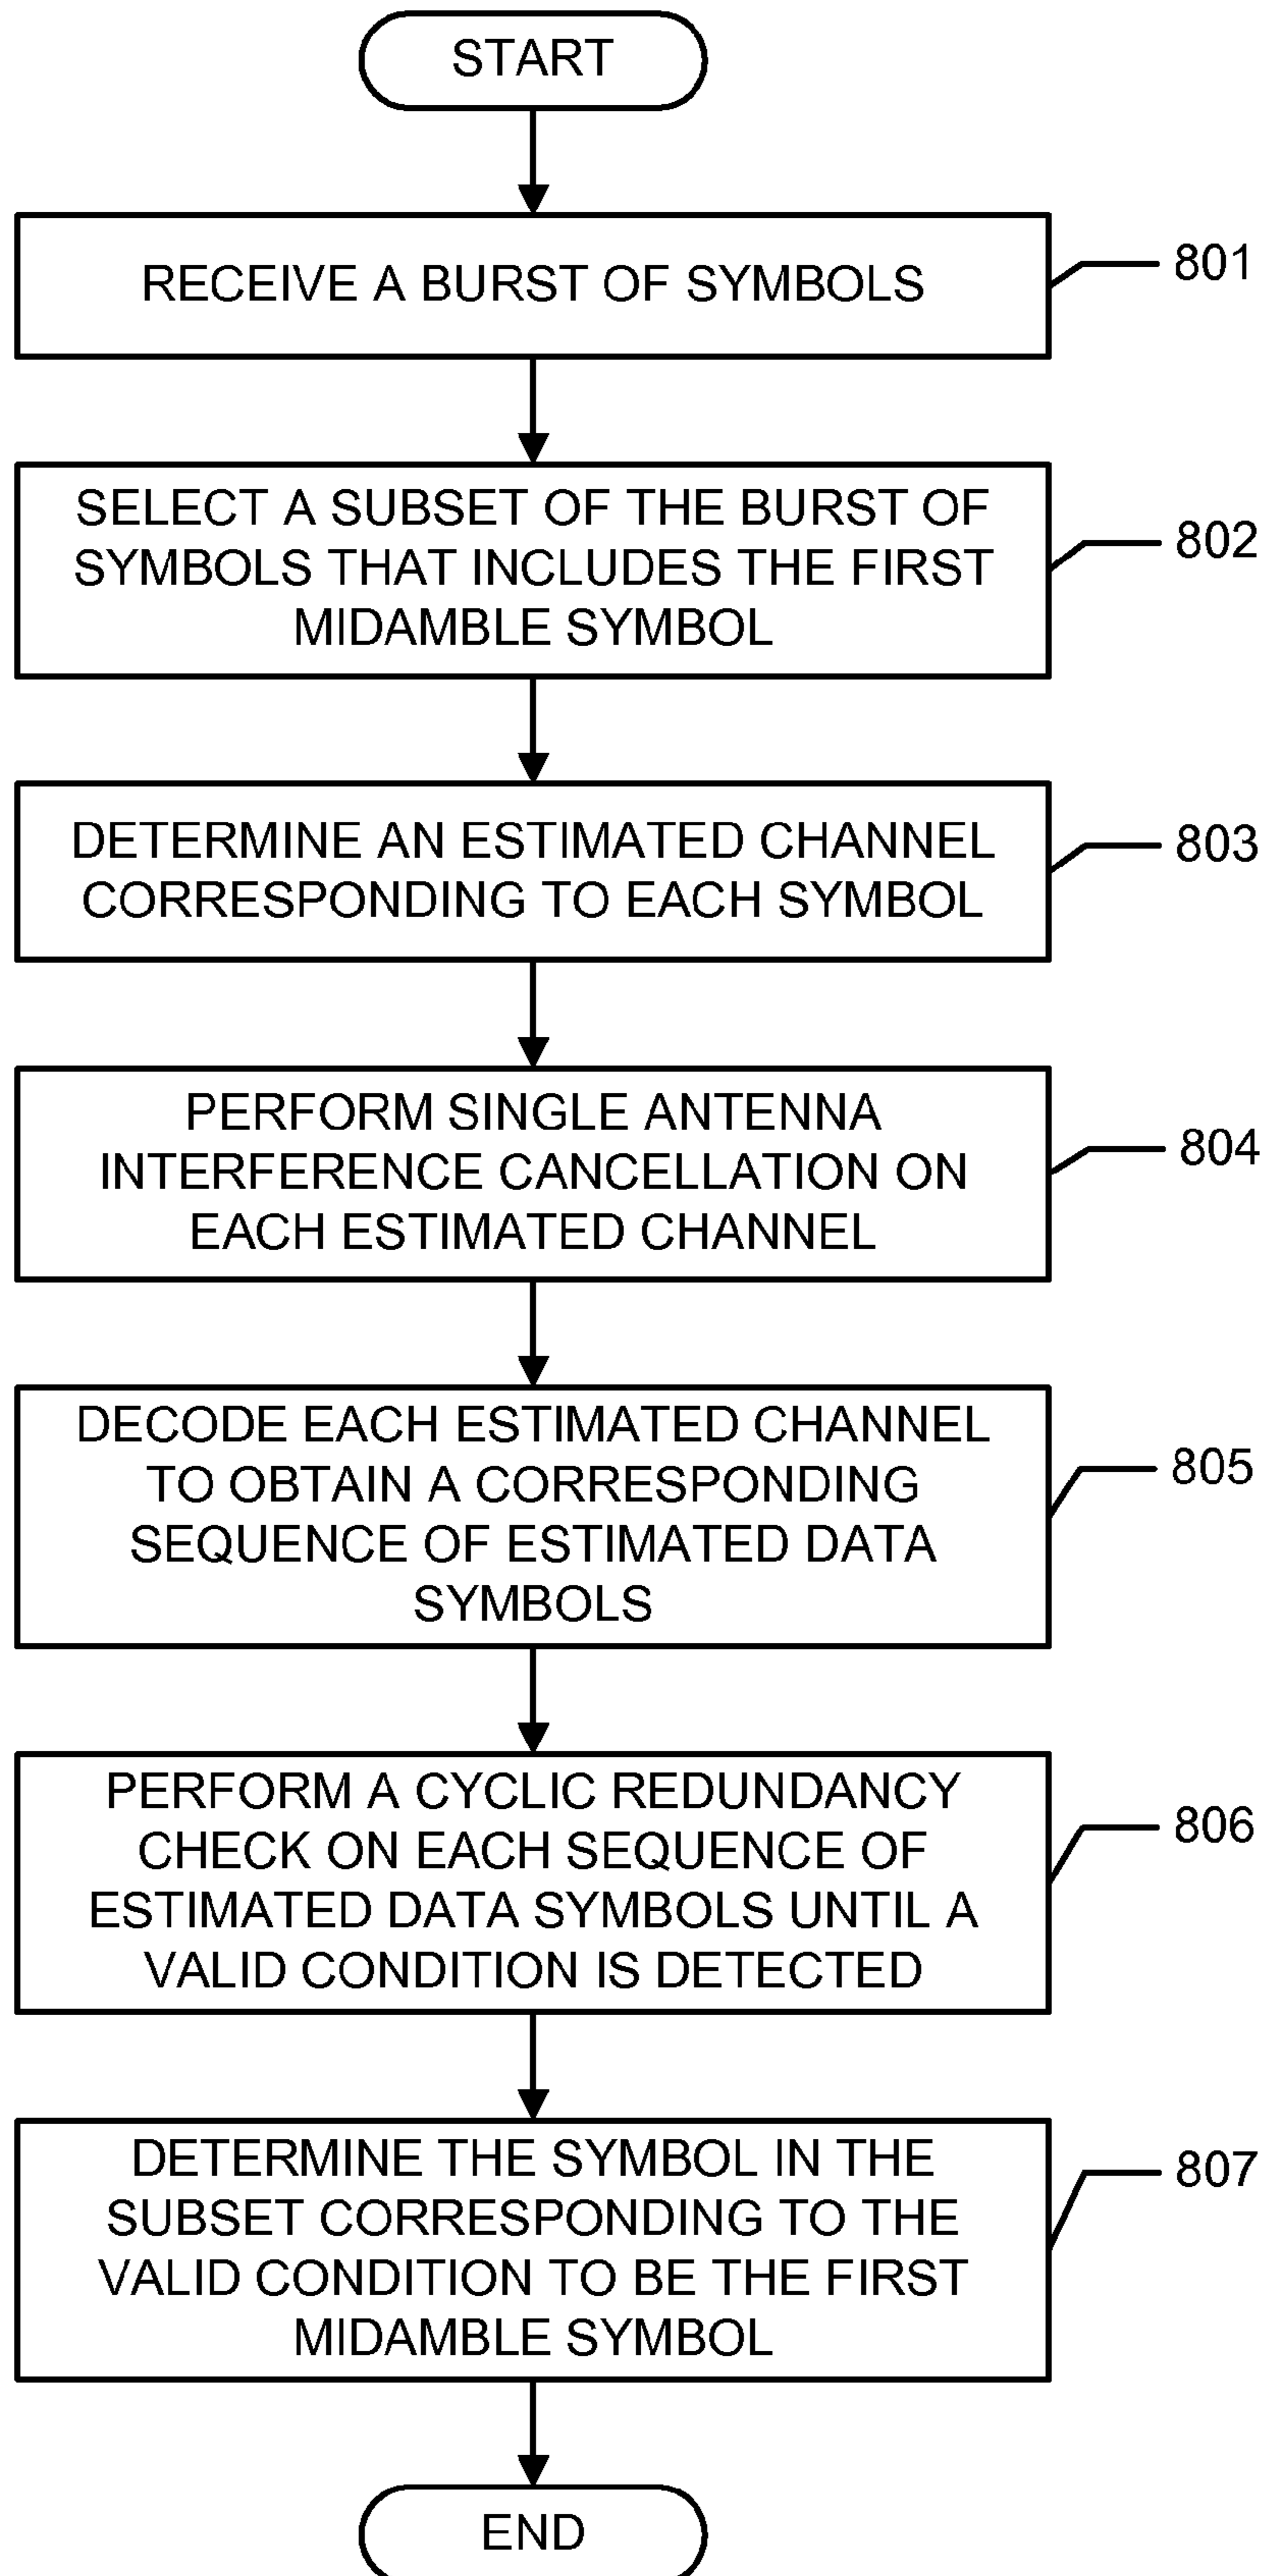 START
RECEIVE A BURST OF SYMBOLS
801
SELECT A SUBSET OF THE BURST OF
SYMBOLS THAT INCLUDES THE FIRST
MIDAMBLE SYMBOL
802
DETERMINE AN ESTIMATED CHANNEL
CORRESPONDING TO EACH SYMBOL
803
PERFORM SINGLE ANTENNA
INTERFERENCE CANCELLATION ON
EACH ESTIMATED CHANNEL
804
DECODE EACH ESTIMATED CHANNEL
TO OBTAIN A CORRESPONDING
SEQUENCE OF ESTIMATED DATA
SYMBOLS
805
PERFORM A CYCLIC REDUNDANCY
CHECK ON EACH SEQUENCE OF
ESTIMATED DATA SYMBOLS UNTIL A
VALID CONDITION IS DETECTED
806
DETERMINE THE SYMBOL IN THE
SUBSET CORRESPONDING TO THE
VALID CONDITION TO BE THE FIRST
MIDAMBLE SYMBOL
807
END